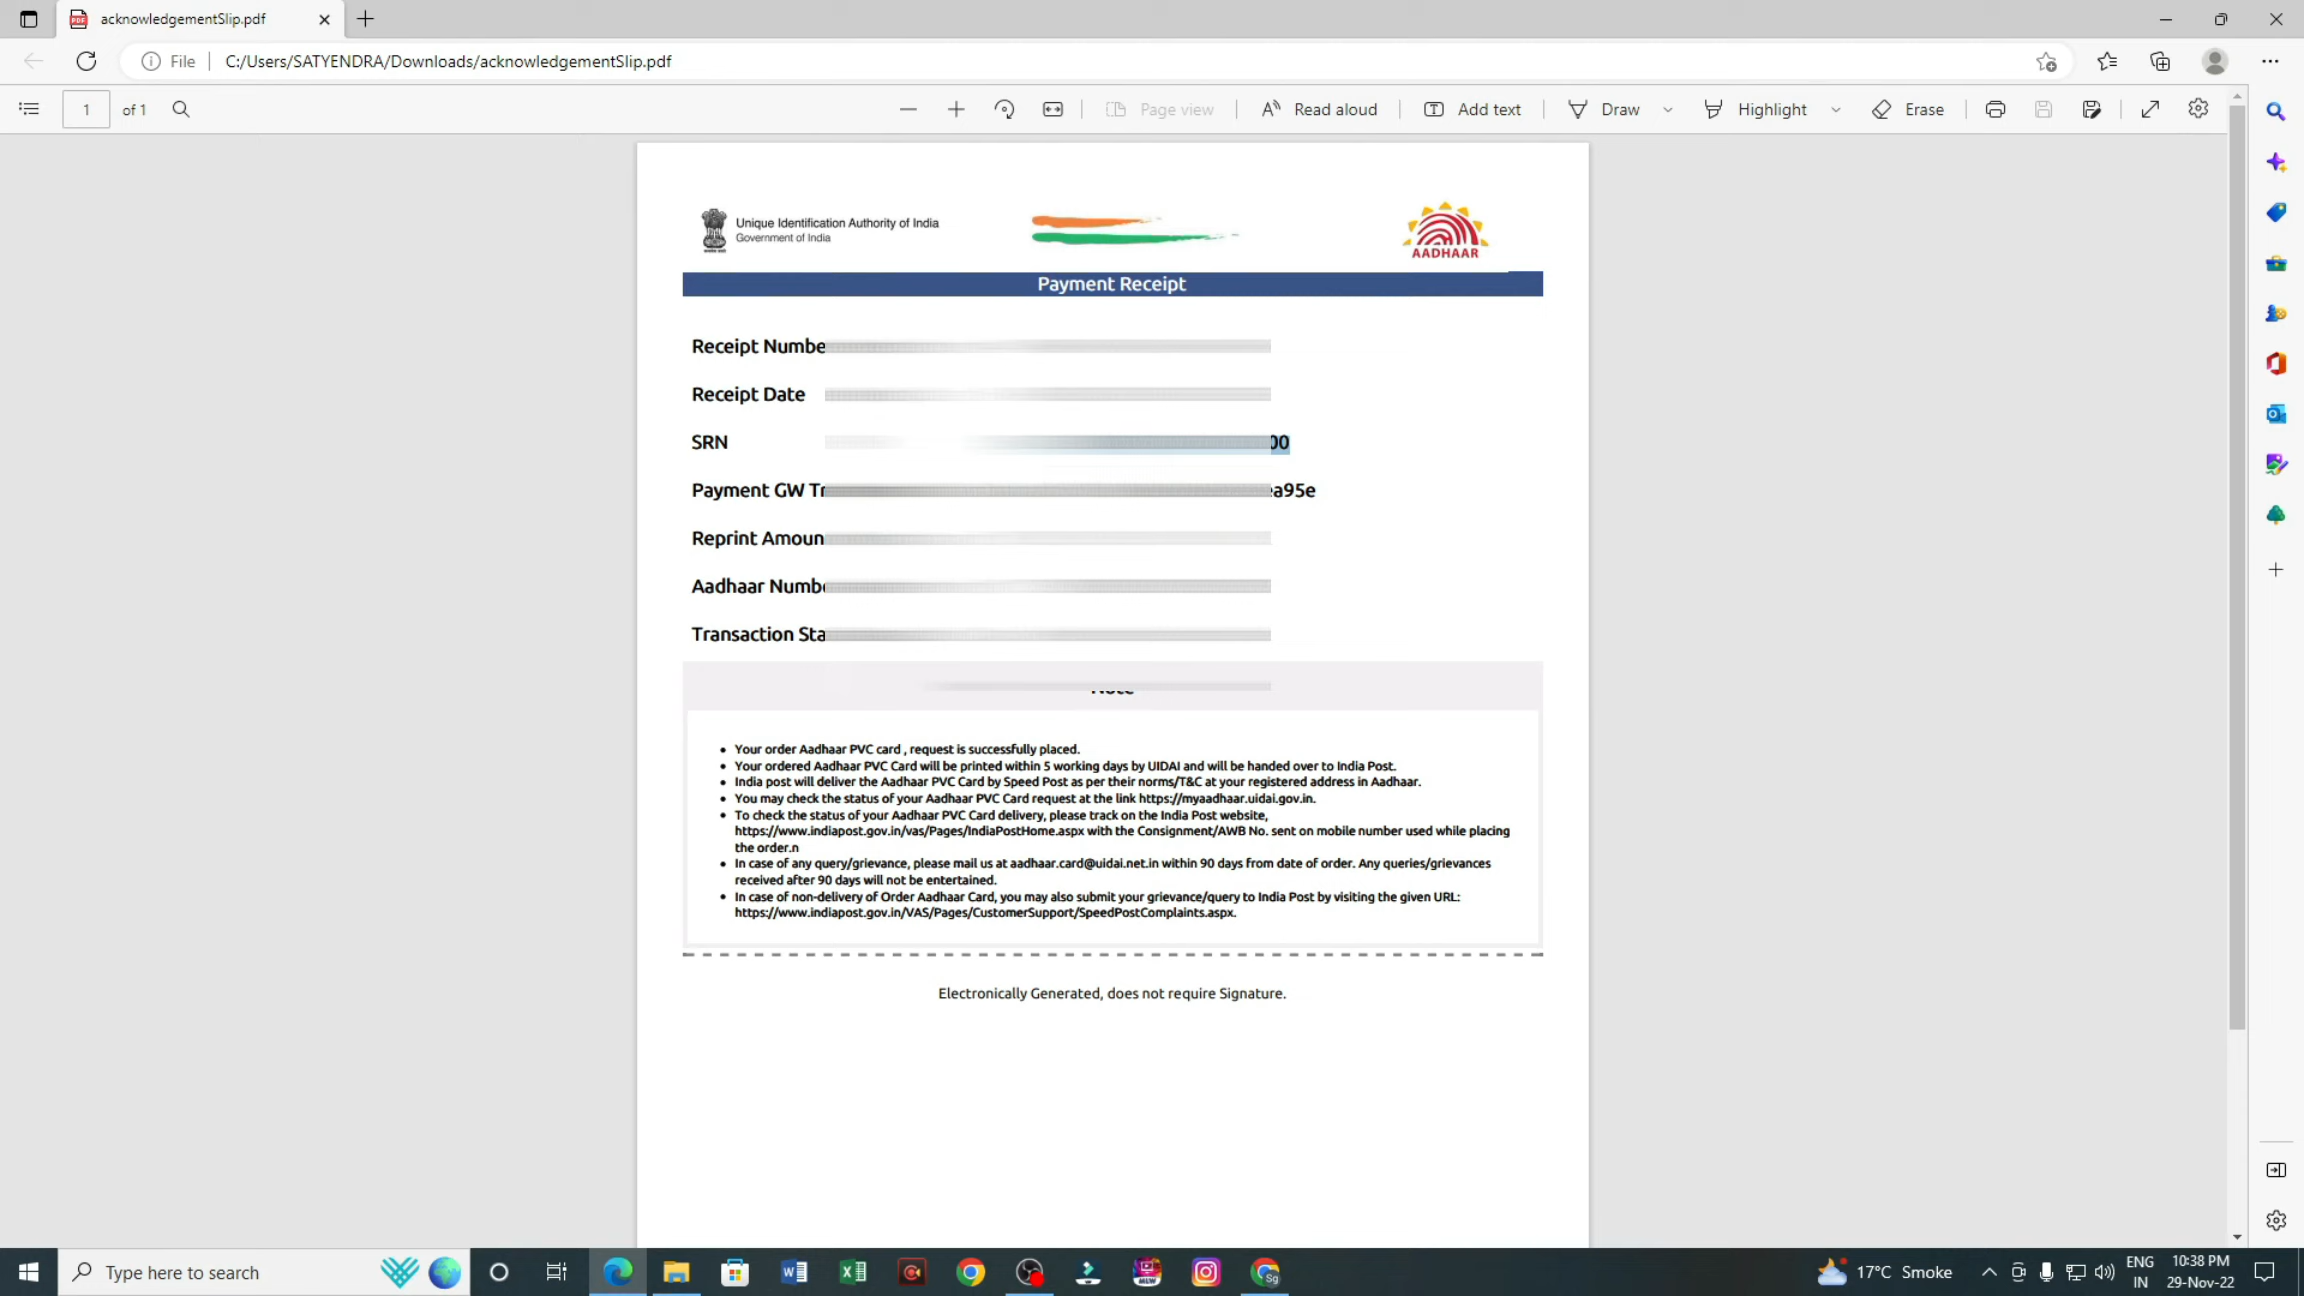 acknowledgementSlip.pdf
File
C:/Users/SATYENDRA/Downloads/acknowledgementSlip.pdf
1 of 1
Page view
Read aloud
Add text
Draw
Highlight
Erase
Unique Identification Authority of India
Government of India
AADHAAR
Payment Receipt
Receipt Numbe
Receipt Date
SRN 00
Payment GW Tr a95e
Reprint Amoun
Aadhaar Numb
Transaction Sta
• Your order Aadhaar PVC card , request is successfully placed.
• Your ordered Aadhaar PVC Card will be printed within 5 working days by UIDAI and will be handed over to India Post.
• India post will deliver the Aadhaar PVC Card by Speed Post as per their norms/T&C at your registered address in Aadhaar.
• You may check the status of your Aadhaar PVC Card request at the link https://myaadhaar.uidai.gov.in.
• To check the status of your Aadhaar PVC Card delivery, please track on the India Post website,
https://www.indiapost.gov.in/vas/Pages/IndiaPostHome.aspx with the Consignment/AWB No. sent on mobile number used while placing
the order.n
• In case of any query/grievance, please mail us at aadhaar.card@uidai.net.in within 90 days from date of order. Any queries/grievances
received after 90 days will not be entertained.
• In case of non-delivery of Order Aadhaar Card, you may also submit your grievance/query to India Post by visiting the given URL:
https://www.indiapost.gov.in/VAS/Pages/CustomerSupport/SpeedPostComplaints.aspx.
Electronically Generated, does not require Signature.
Type here to search
17°C Smoke
ENG
IN
10:38 PM
29-Nov-22